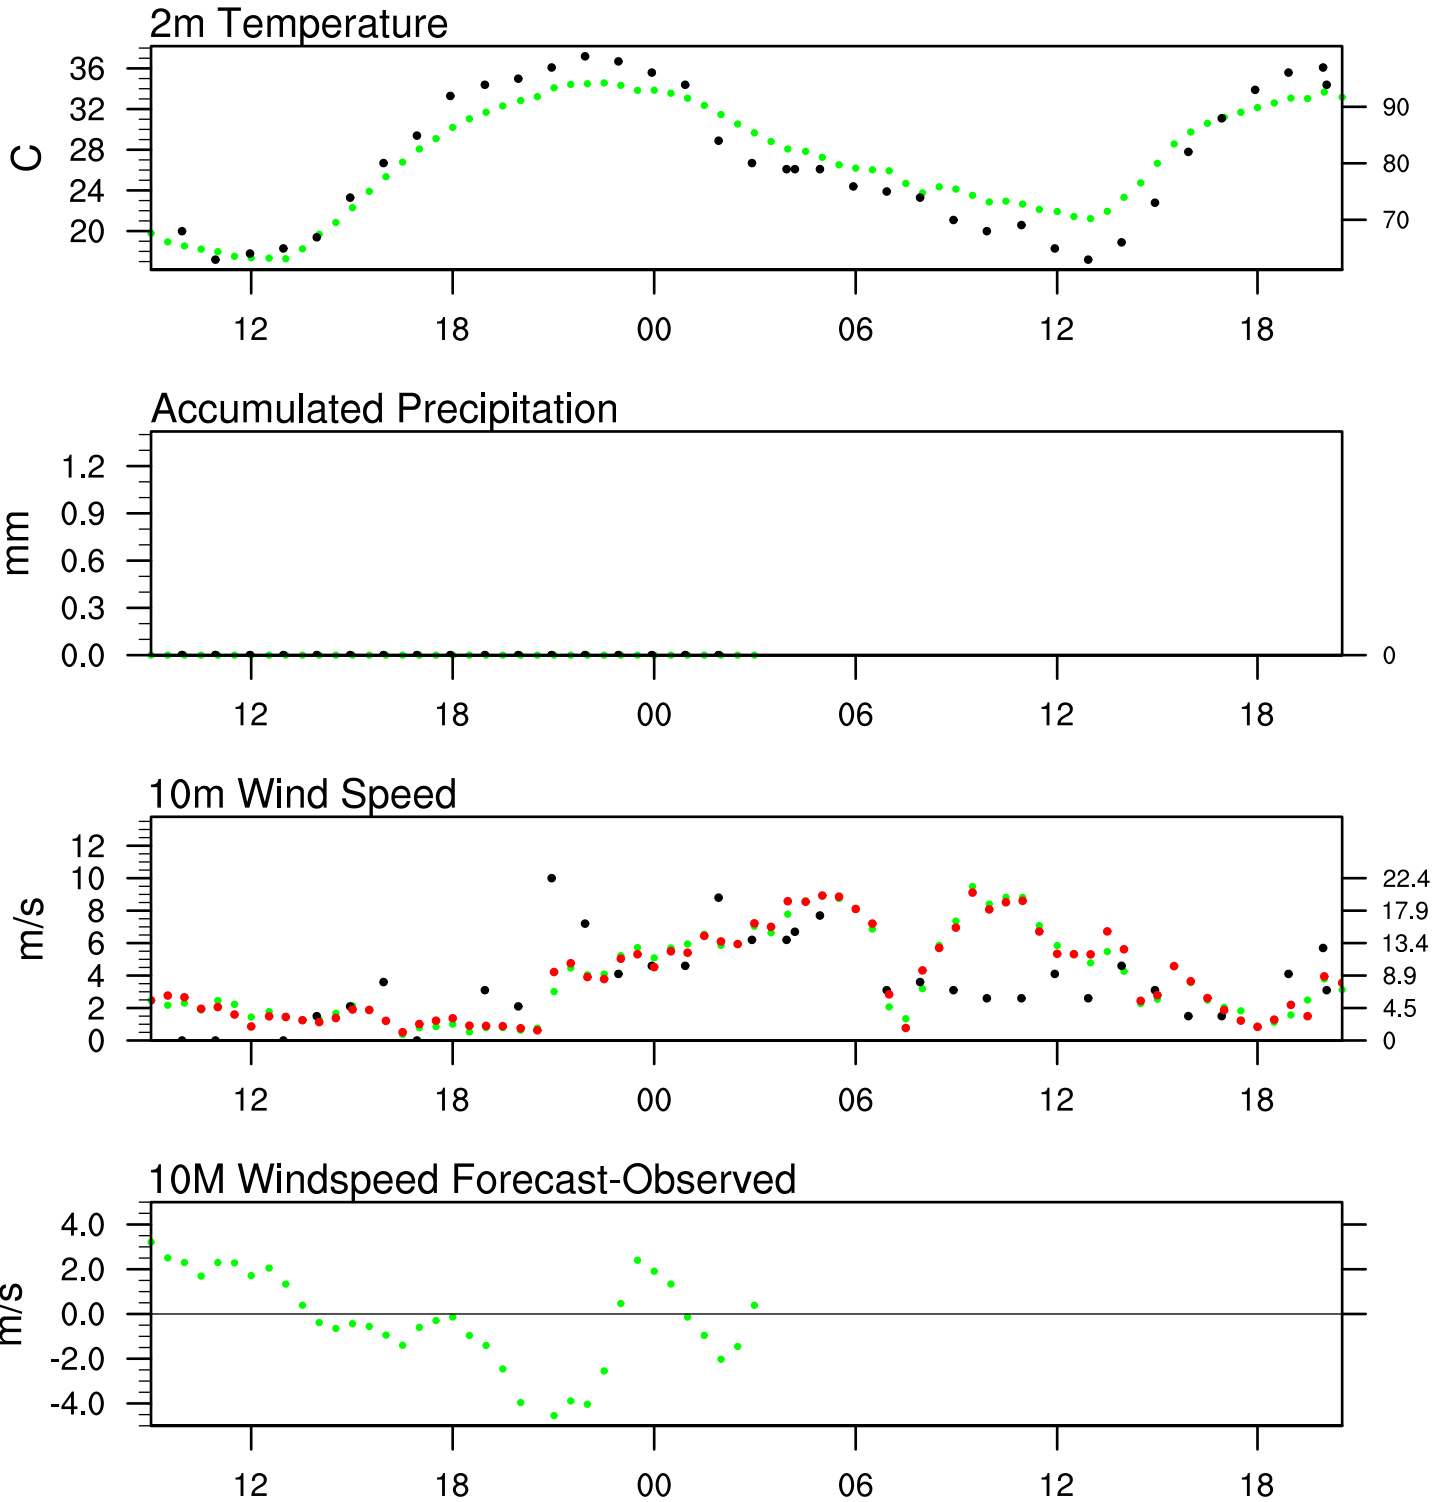 2m Temperature
36
32
28
24
20
C
90
80
70
12 18 00 06 12 18
Accumulated Precipitation
1.2
0.9
0.6
0.3
0.0
mm
0
12 18 00 06 12 18
10m Wind Speed
12
10
8
6
4
2
0
m/s
22.4
17.9
13.4
8.9
4.5
0
12 18 00 06 12 18
10M Windspeed Forecast-Observed
4.0
2.0
0.0
-2.0
-4.0
m/s
12 18 00 06 12 18